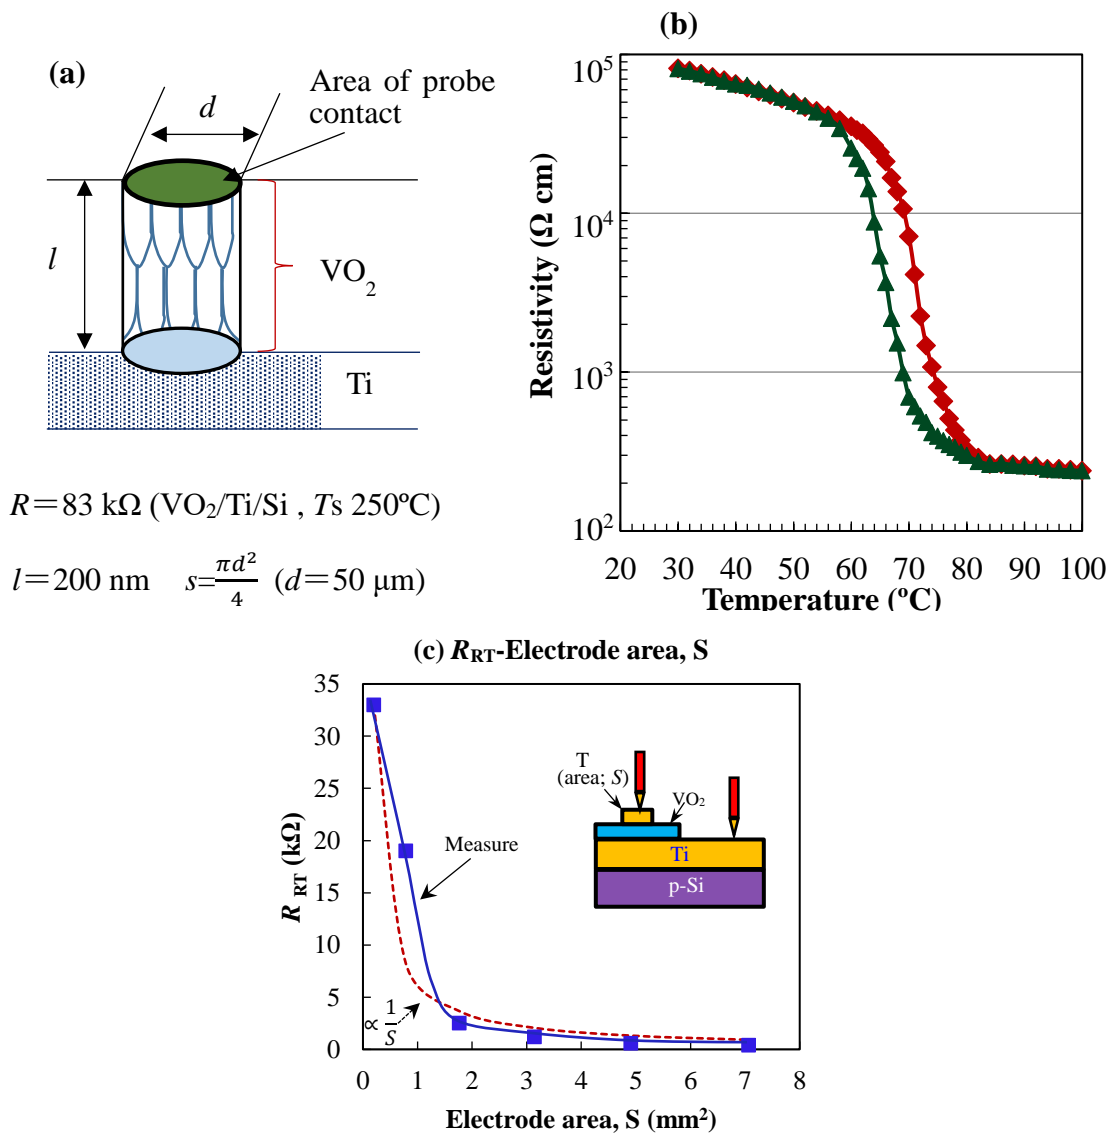 (a)
Area of probe
contact
d
l
VO₂
Ti
R=83 kΩ (VO₂/Ti/Si , Ts 250ºC)
l=200 nm s=πd²/4 (d=50 μm)
(b)
Resistivity (Ω cm)
10⁵
10⁴
10³
10²
20 30 40 50 60 70 80 90 100
Temperature (ºC)
(c) R_RT-Electrode area, S
R_RT (kΩ)
35
30
25
20
15
10
5
0
T
(area; S)
VO₂
Ti
p-Si
Measure
∝ 1/S
0 1 2 3 4 5 6 7 8
Electrode area, S (mm²)